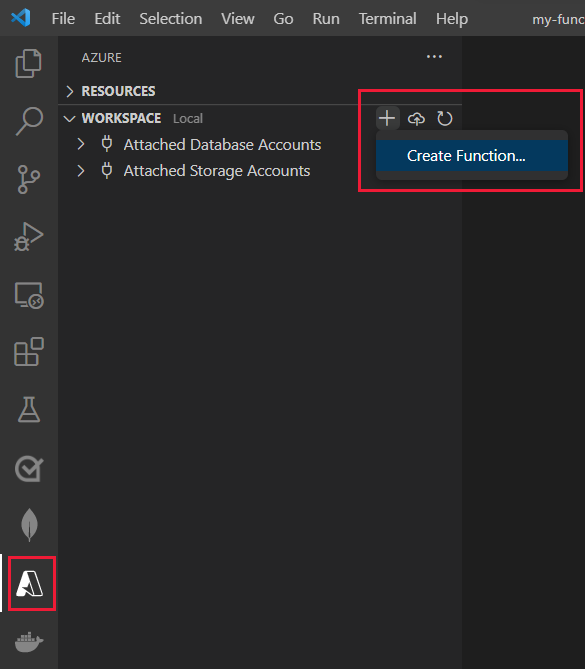 File Edit Selection View Go Run Terminal Help my-func
AZURE
RESOURCES
WORKSPACE Local
Attached Database Accounts
Create Function...
Attached Storage Accounts